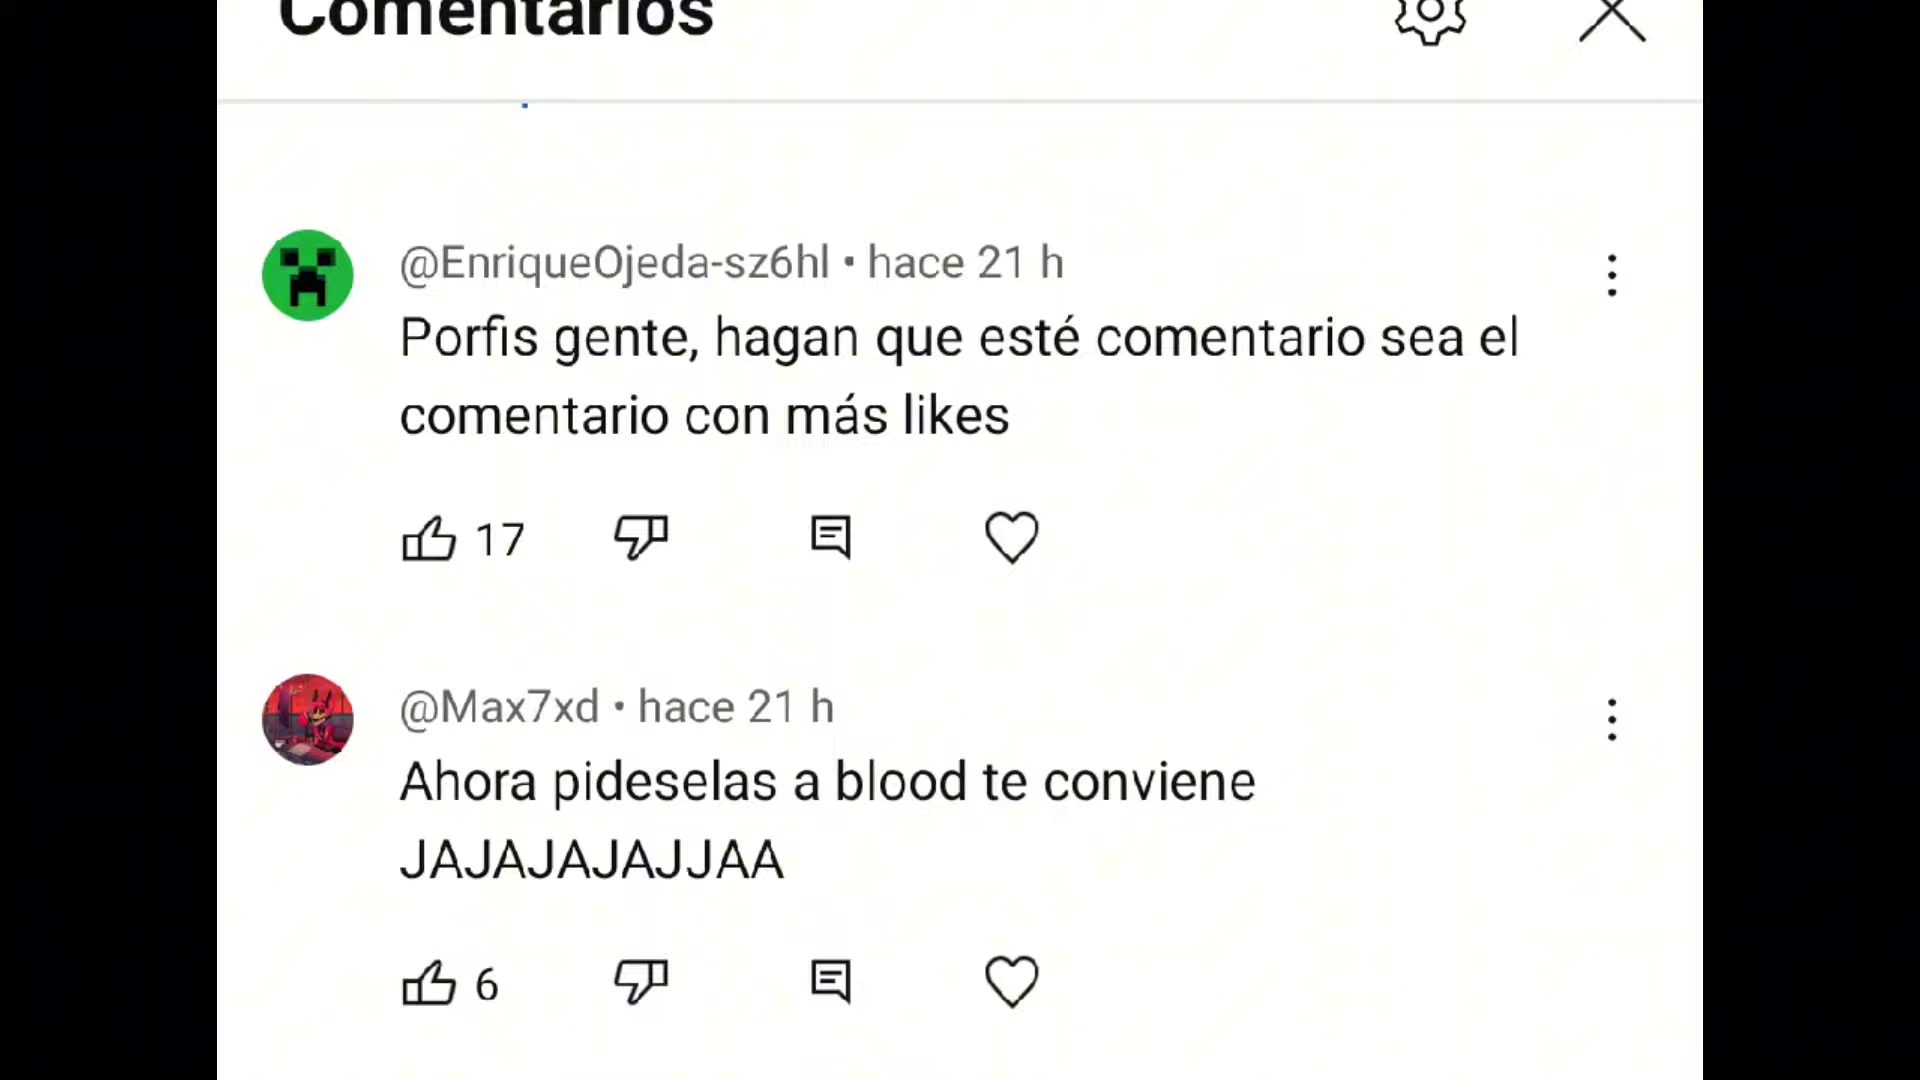 Comentarios
@EnriqueOjeda-sz6hl • hace 21 h
Porfis gente, hagan que esté comentario sea el
comentario con más likes
17
@Max7xd • hace 21 h
Ahora pideselas a blood te conviene
JAJAJAJAJJAA
6